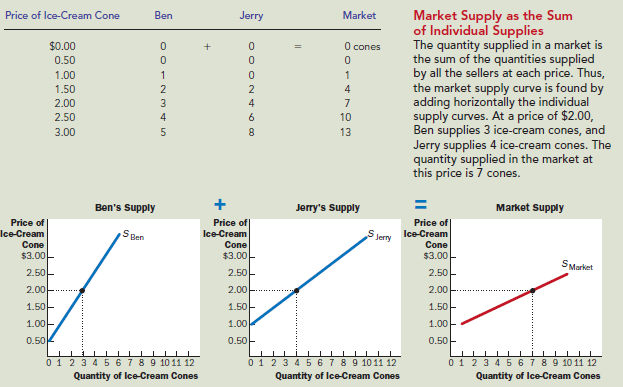 Price of Ice-Cream Cone Ben Jerry Market
$0.00 0 + 0 = 0 cones
0.50 0 0 0
1.00 1 0 1
1.50 2 2 4
2.00 3 4 7
2.50 4 6 10
3.00 5 8 13
Market Supply as the Sum
of Individual Supplies
The quantity supplied in a market is
the sum of the quantities supplied
by all the sellers at each price. Thus,
the market supply curve is found by
adding horizontally the individual
supply curves. At a price of $2.00,
Ben supplies 3 ice-cream cones, and
Jerry supplies 4 ice-cream cones. The
quantity supplied in the market at
this price is 7 cones.
+ =
Ben's Supply
Price of
Ice-Cream
Cone
$3.00
2.50
2.00
1.50
1.00
0.50
S Ben
0 1 2 3 4 5 6 7 8 9 10 11 12
Quantity of Ice-Cream Cones
Jerry's Supply
Price of
Ice-Cream
Cone
$3.00
2.50
2.00
1.50
1.00
0.50
S Jerry
0 1 2 3 4 5 6 7 8 9 10 11 12
Quantity of Ice-Cream Cones
Market Supply
Price of
Ice-Cream
Cone
$3.00
2.50
2.00
1.50
1.00
0.50
S Market
0 1 2 3 4 5 6 7 8 9 10 11 12
Quantity of Ice-Cream Cones